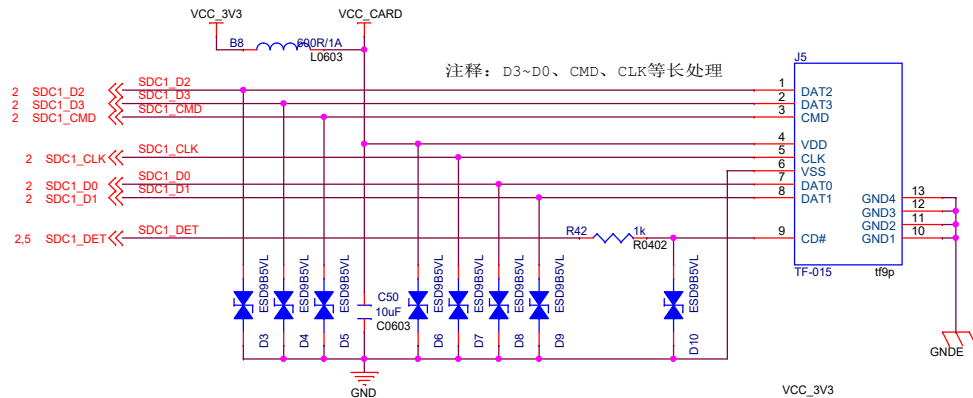 VCC_3V3 VCC_CARD
B8 600R/1A
L0603
注释：D3~D0、CMD、CLK等长处理
J5
2 SDC1_D2 SDC1_D2 1 DAT2
2 SDC1_D3 SDC1_D3 2 DAT3
2 SDC1_CMD SDC1_CMD 3 CMD
4 VDD
2 SDC1_CLK SDC1_CLK 5 CLK
6 VSS
2 SDC1_D0 SDC1_D0 7 DAT0
2 SDC1_D1 SDC1_D1 8 DAT1
GND4 13
GND3 12
GND2 11
GND1 10
2,5 SDC1_DET SDC1_DET R42 1k 9 CD#
R0402
TF-015 tf9p
ESD9B5VL ESD9B5VL ESD9B5VL ESD9B5VL ESD9B5VL ESD9B5VL ESD9B5VL ESD9B5VL
C50
10uF
C0603
D3 D4 D5 D6 D7 D8 D9 D10
GND
GNDE
VCC_3V3